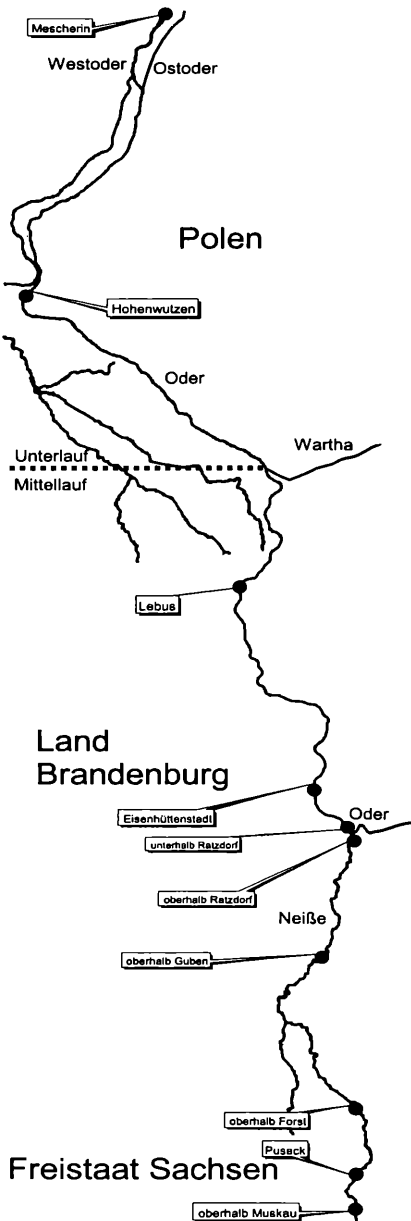 Mescherin
Westoder
Ostoder
Polen
Hohenwutzen
Oder
Wartha
Unterlauf
Mittellauf
Lebus
Land
Brandenburg
Eisenhüttenstadt
Oder
unterhalb Ratzdorf
oberhalb Ratzdorf
Neiße
oberhalb Guben
oberhalb Forst
Pusack
Freistaat Sachsen
oberhalb Muskau